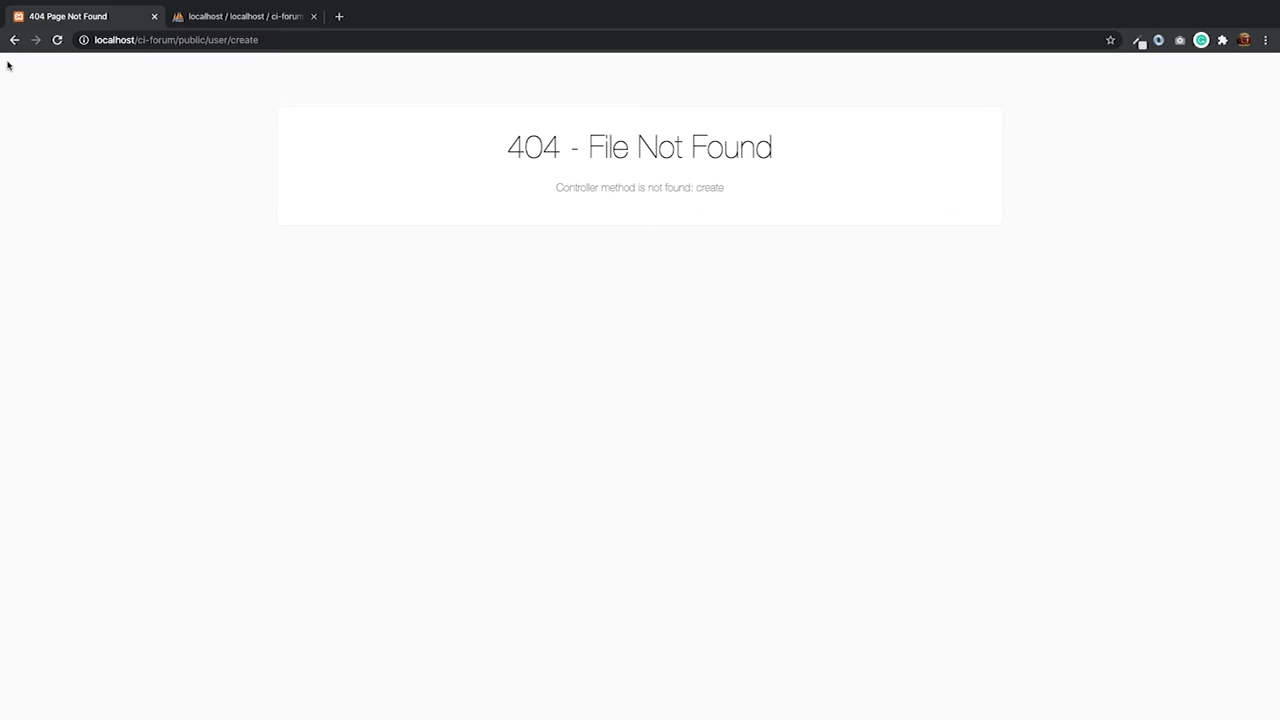 404 Page Not Found
localhost / localhost / ci-forum
localhost/ci-forum/public/user/create
404 - File Not Found
Controller method is not found: create